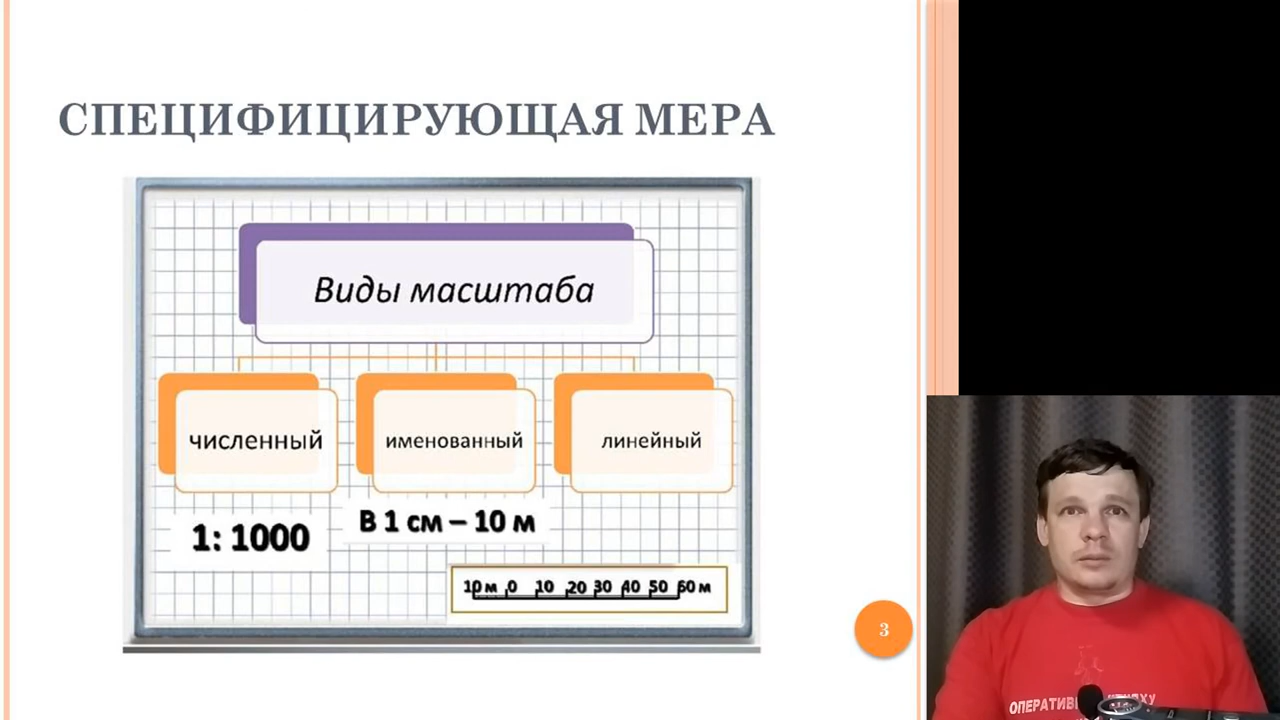 СПЕЦИФИЦИРУЮЩАЯ МЕРА
Виды масштаба
численный
именованный
линейный
1: 1000
В 1 см – 10 м
10 м 0 10 20 30 40 50 60 м
3